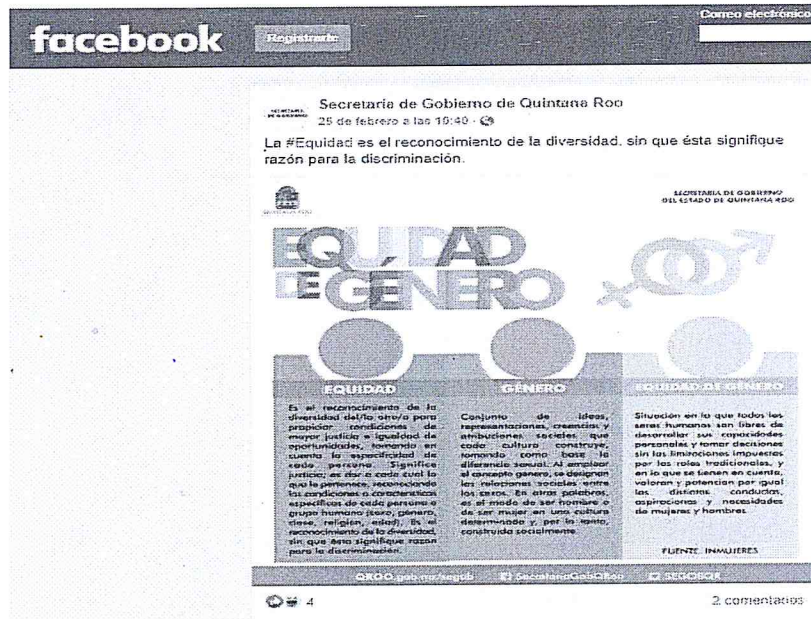 facebook
Registrarte
Correo electrónico
SECRETARÍA DE GOBIERNO
Secretaría de Gobierno de Quintana Roo
25 de febrero a las 10:40
La #Equidad es el reconocimiento de la diversidad, sin que ésta signifique
razón para la discriminación.
QUINTANA ROO
SECRETARÍA DE GOBIERNO
DEL ESTADO DE QUINTANA ROO
EQUIDAD
DE GÉNERO
EQUIDAD
Es el reconocimiento de la
diversidad del/lo otro/a para
propiciar condiciones de
mayor justicia e igualdad de
oportunidades, tomando en
cuenta la especificidad de
cada persona. Significa
justicia; es dar a cada cual lo
que le pertenece, reconociendo
las condiciones o características
específicas de cada persona o
grupo humano (sexo, género,
clase, religión, edad). Es el
reconocimiento de la diversidad,
sin que ésta signifique razón
para la discriminación.
GÉNERO
Conjunto de ideas,
representaciones, creencias y
atribuciones sociales que
cada cultura construye,
tomando como base la
diferencia sexual. Al emplear
el concepto género, se designan
las relaciones sociales entre
los sexos. En otras palabras,
es el modo de ser hombre o
de ser mujer en una cultura
determinada y, por lo tanto,
construida socialmente.
EQUIDAD DE GÉNERO
Situación en la que todos los
seres humanos son libres de
desarrollar sus capacidades
personales y tomar decisiones
sin las limitaciones impuestas
por los roles tradicionales, y
en la que se tienen en cuenta,
valoran y potencian por igual
las distintas conductas,
aspiraciones y necesidades
de mujeres y hombres.
FUENTE. INMUJERES
QROO.gob.mx/segob SecretariaGobQRoo SEGOBQR
4
2 comentarios